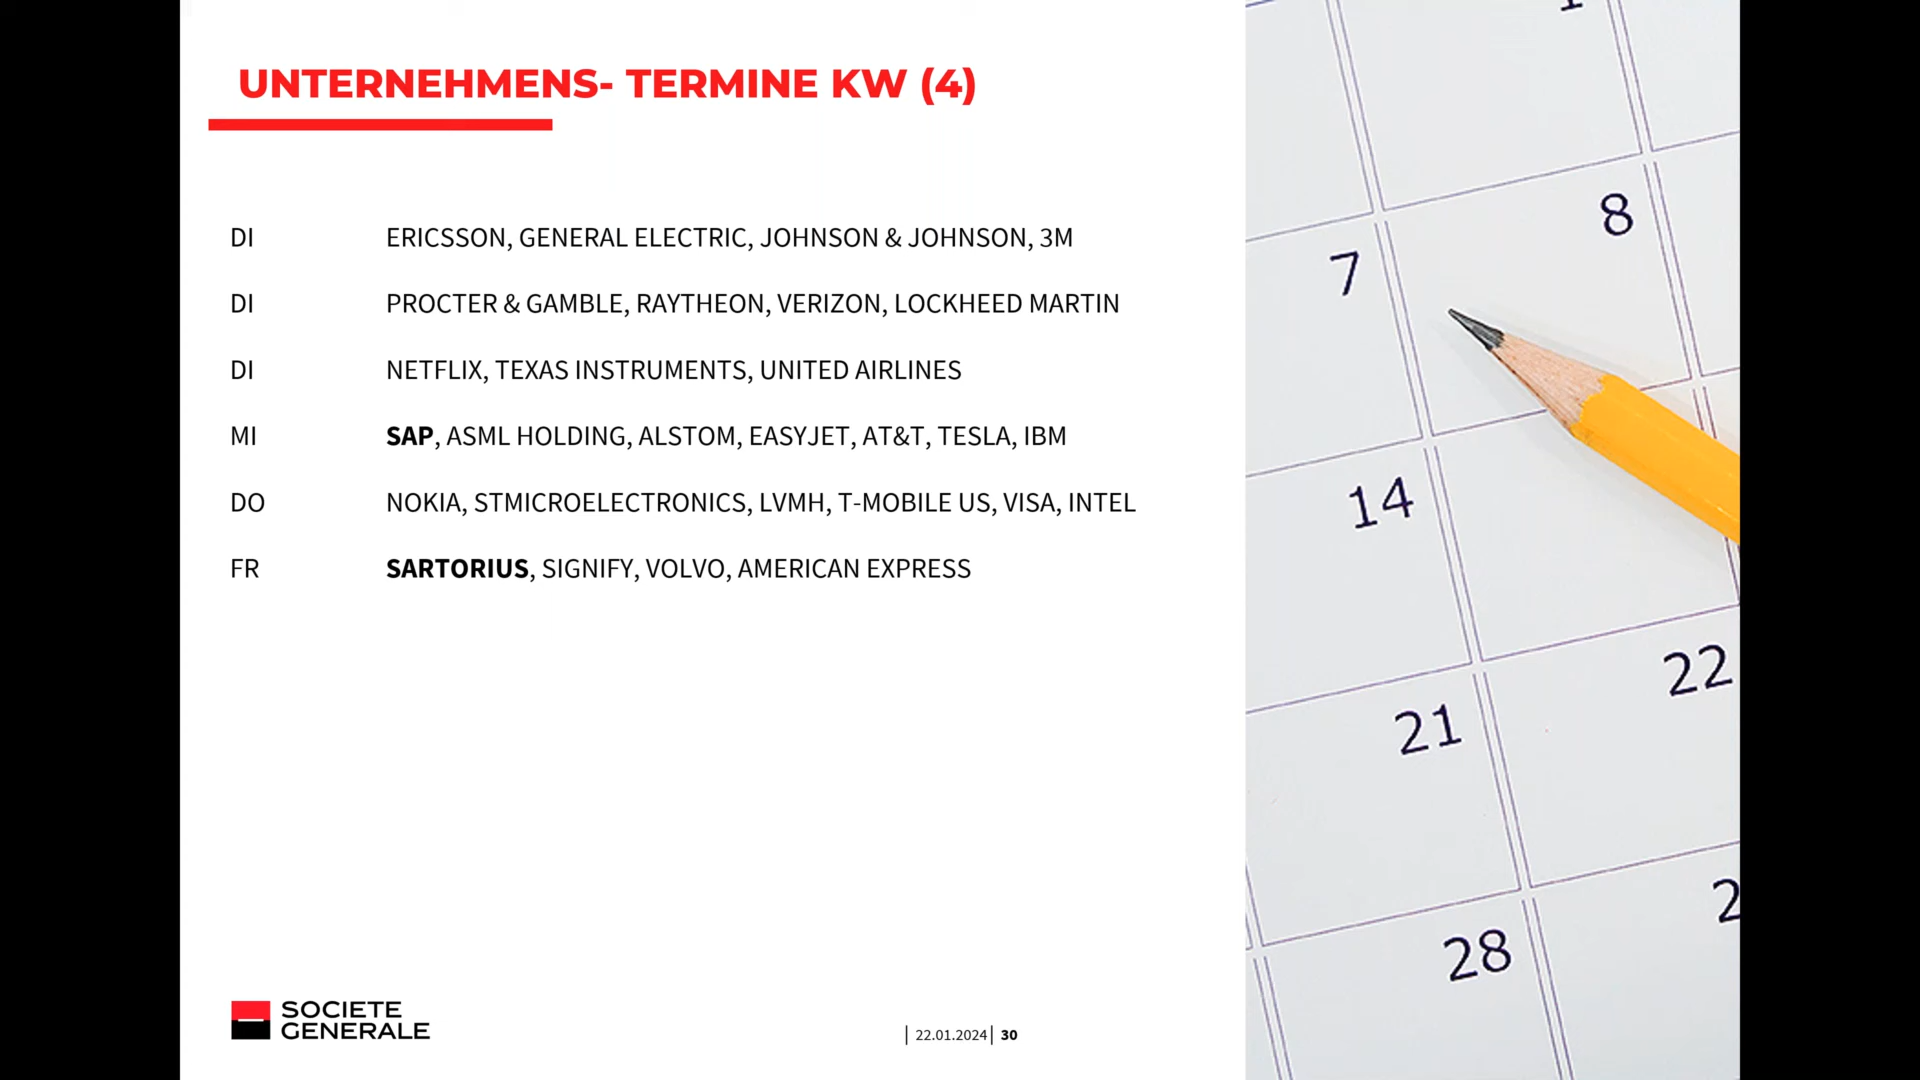 UNTERNEHMENS- TERMINE KW (4)
DI ERICSSON, GENERAL ELECTRIC, JOHNSON & JOHNSON, 3M
DI PROCTER & GAMBLE, RAYTHEON, VERIZON, LOCKHEED MARTIN
DI NETFLIX, TEXAS INSTRUMENTS, UNITED AIRLINES
MI SAP, ASML HOLDING, ALSTOM, EASYJET, AT&T, TESLA, IBM
DO NOKIA, STMICROELECTRONICS, LVMH, T-MOBILE US, VISA, INTEL
FR SARTORIUS, SIGNIFY, VOLVO, AMERICAN EXPRESS
SOCIETE
GENERALE
| 22.01.2024 | 30
8
7
14
22
21
28